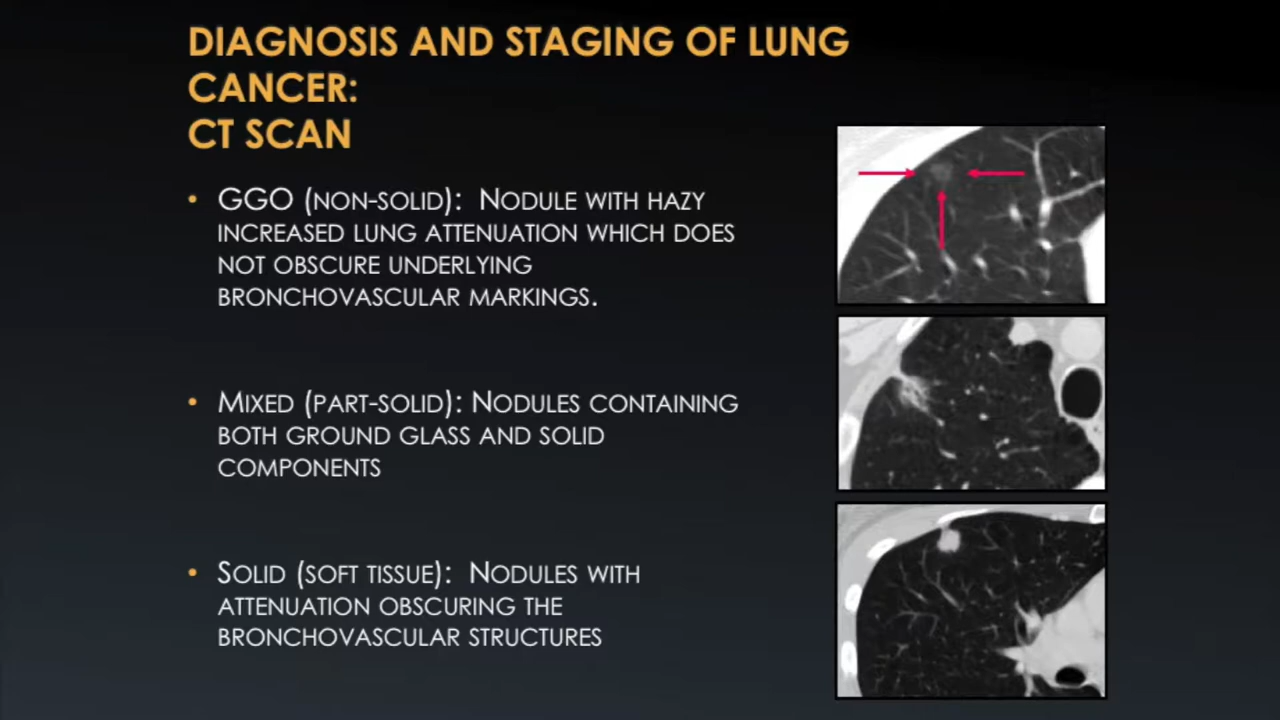 DIAGNOSIS AND STAGING OF LUNG
CANCER:
CT SCAN
• GGO (NON-SOLID): NODULE WITH HAZY
INCREASED LUNG ATTENUATION WHICH DOES
NOT OBSCURE UNDERLYING
BRONCHOVASCULAR MARKINGS.
• MIXED (PART-SOLID): NODULES CONTAINING
BOTH GROUND GLASS AND SOLID
COMPONENTS
• SOLID (SOFT TISSUE): NODULES WITH
ATTENUATION OBSCURING THE
BRONCHOVASCULAR STRUCTURES